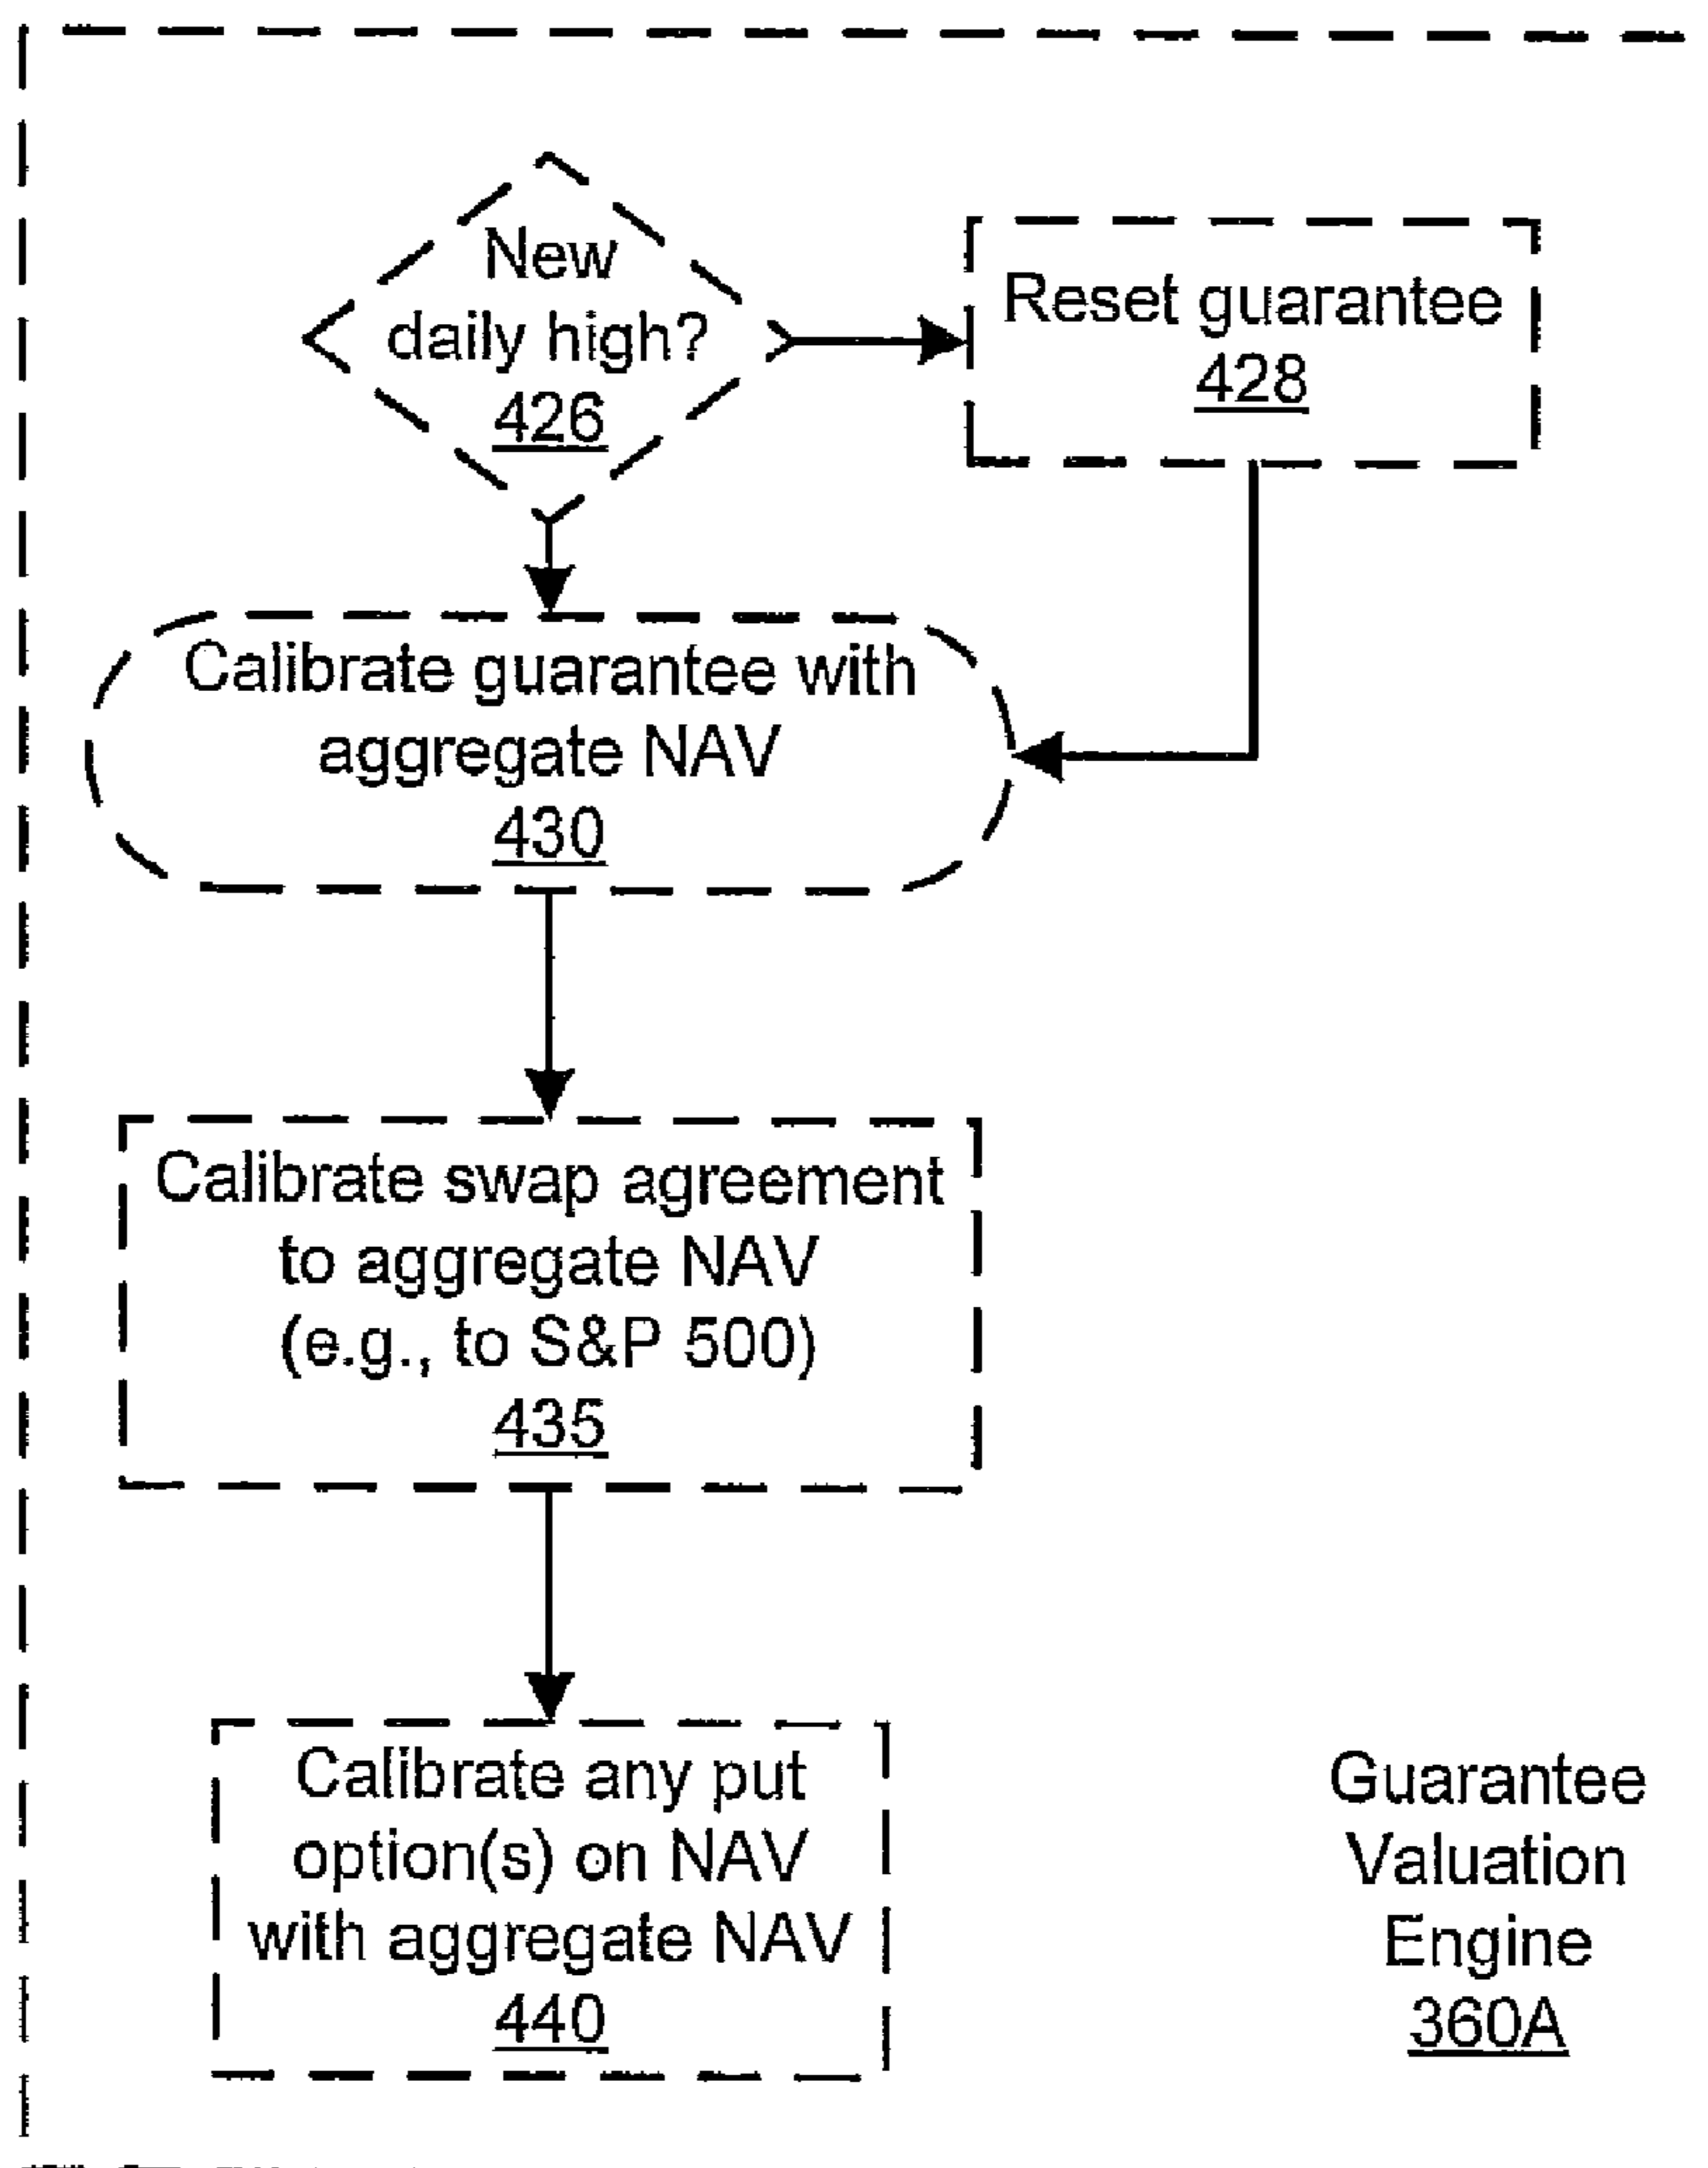 New
daily high?
426
Reset guarantee
428
Calibrate guarantee with
aggregate NAV
430
Calibrate swap agreement
to aggregate NAV
(e.g., to S&P 500)
435
Calibrate any put
option(s) on NAV
with aggregate NAV
440
Guarantee
Valuation
Engine
360A